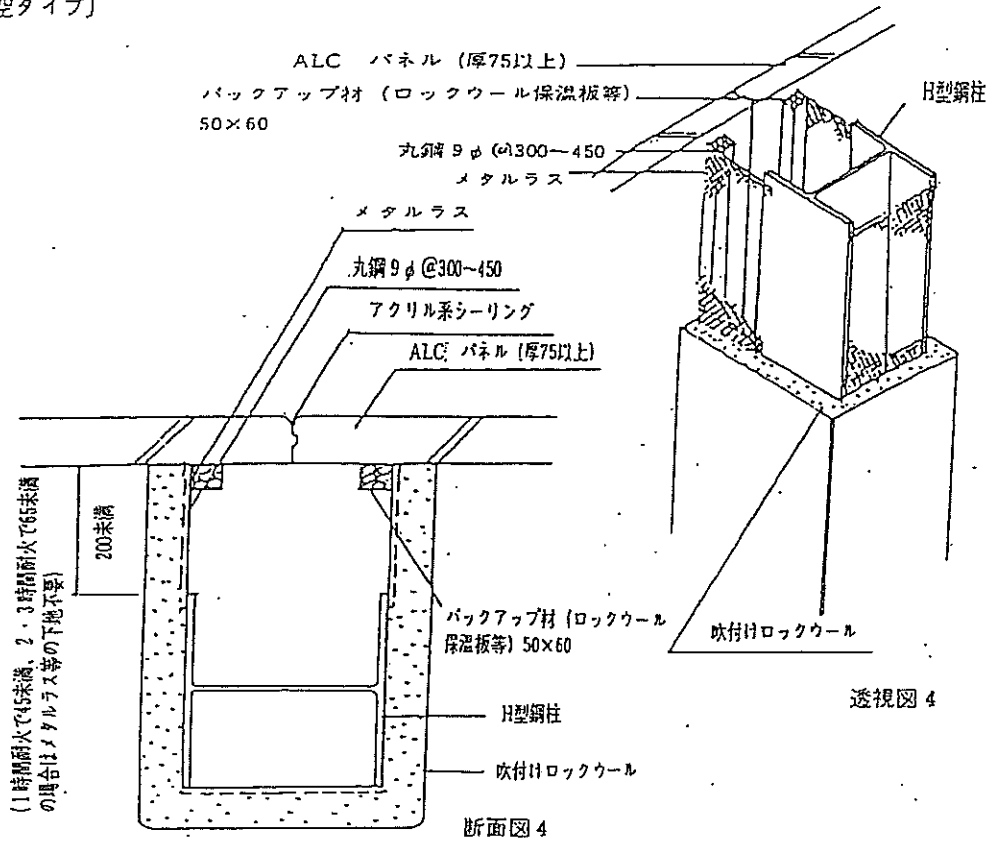 空タイプ]
ALC パネル (厚75以上)
バックアップ材 (ロックウール保温板等)
50×60
丸鋼 9φ @300~450
メタルラス
H型鋼柱
メタルラス
丸鋼 9φ @300~450
アクリル系シーリング
ALC パネル (厚75以上)
200未満
(1時間耐火で45未満、2・3時間耐火で65未満
の場合はメタルラス等の下地不要)
バックアップ材 (ロックウール
保温板等) 50×60
H型鋼柱
吹付けロックウール
断面図4
吹付けロックウール
透視図4